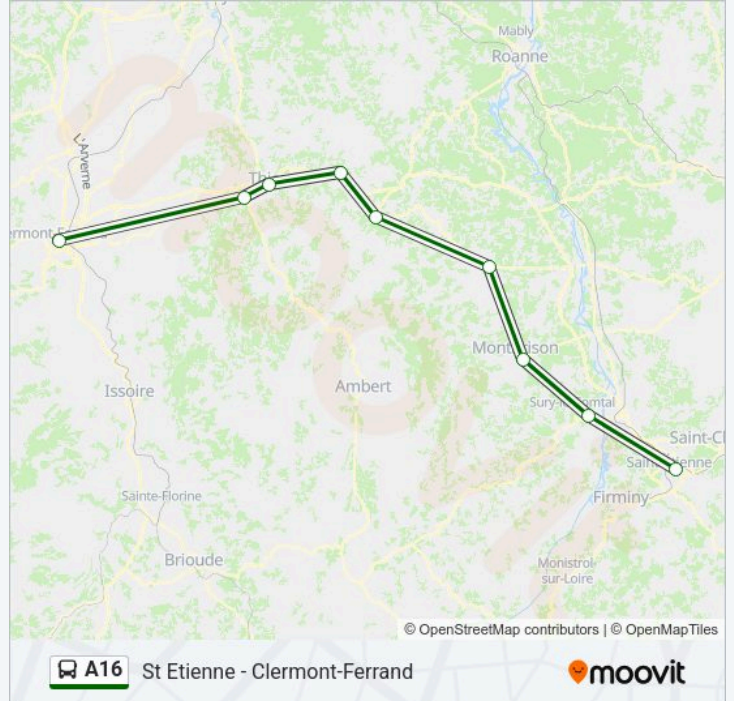 Mably
Roanne
L'Arverne
Thi
ermont-Fe
Montbrison
Issoire
Ambert
Sury-le-Comtal
Saint-Cl
Saint-Étienne
Sainte-Florine
Firminy
Brioude
Monistrol-
sur-Loire
© OpenStreetMap contributors | © OpenMapTiles
A16 St Etienne - Clermont-Ferrand
moovit